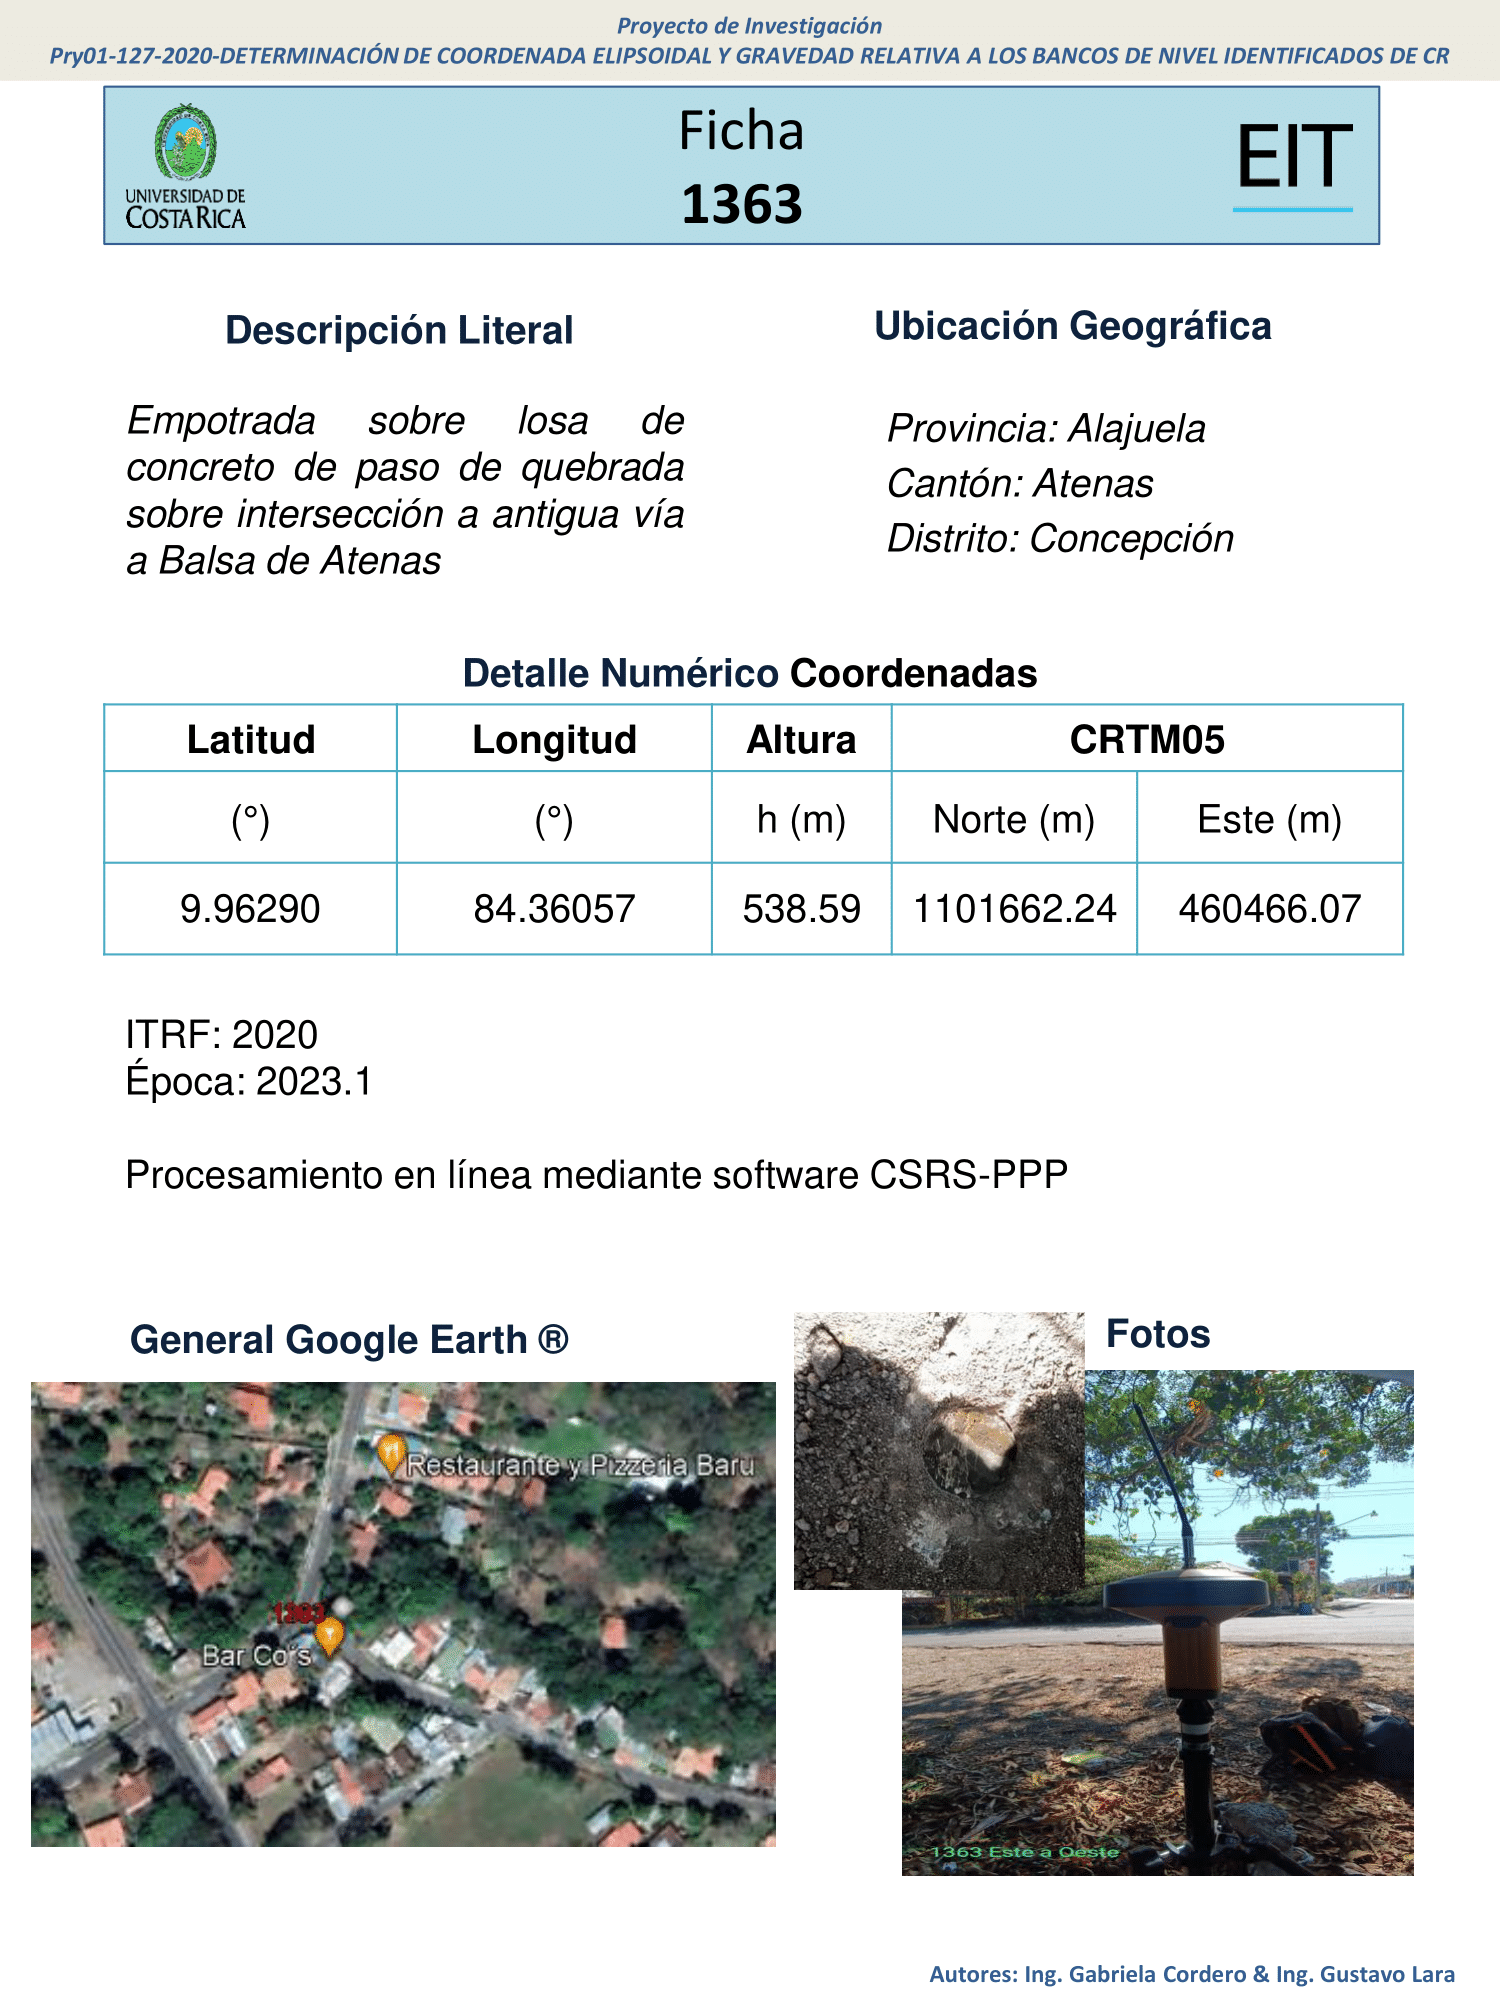 Proyecto de Investigación
Pry01-127-2020-DETERMINACIÓN DE COORDENADA ELIPSOIDAL Y GRAVEDAD RELATIVA A LOS BANCOS DE NIVEL IDENTIFICADOS DE CR
UNIVERSIDAD DE
COSTA RICA
Ficha
1363
EIT
Descripción Literal
Empotrada sobre losa de
concreto de paso de quebrada
sobre intersección a antigua vía
a Balsa de Atenas
Ubicación Geográfica
Provincia: Alajuela
Cantón: Atenas
Distrito: Concepción
Detalle Numérico Coordenadas
Latitud Longitud Altura CRTM05
(°) (°) h (m) Norte (m) Este (m)
9.96290 84.36057 538.59 1101662.24 460466.07
ITRF: 2020
Época: 2023.1
Procesamiento en línea mediante software CSRS-PPP
General Google Earth ®
Fotos
Restaurante y Pizzeria Baru
Bar Co's
1363 Este a Oeste
Autores: Ing. Gabriela Cordero & Ing. Gustavo Lara